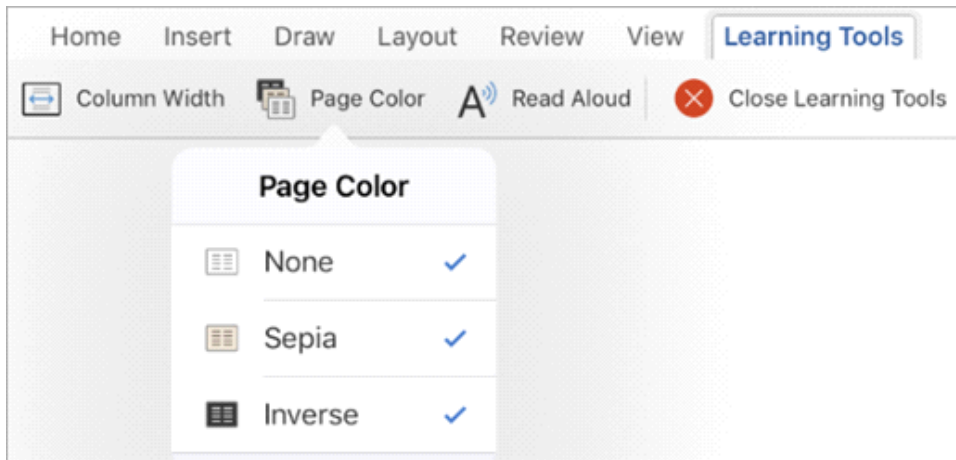 Home Insert Draw Layout Review View Learning Tools
Column Width Page Color A Read Aloud Close Learning Tools
Page Color
None
Sepia
Inverse